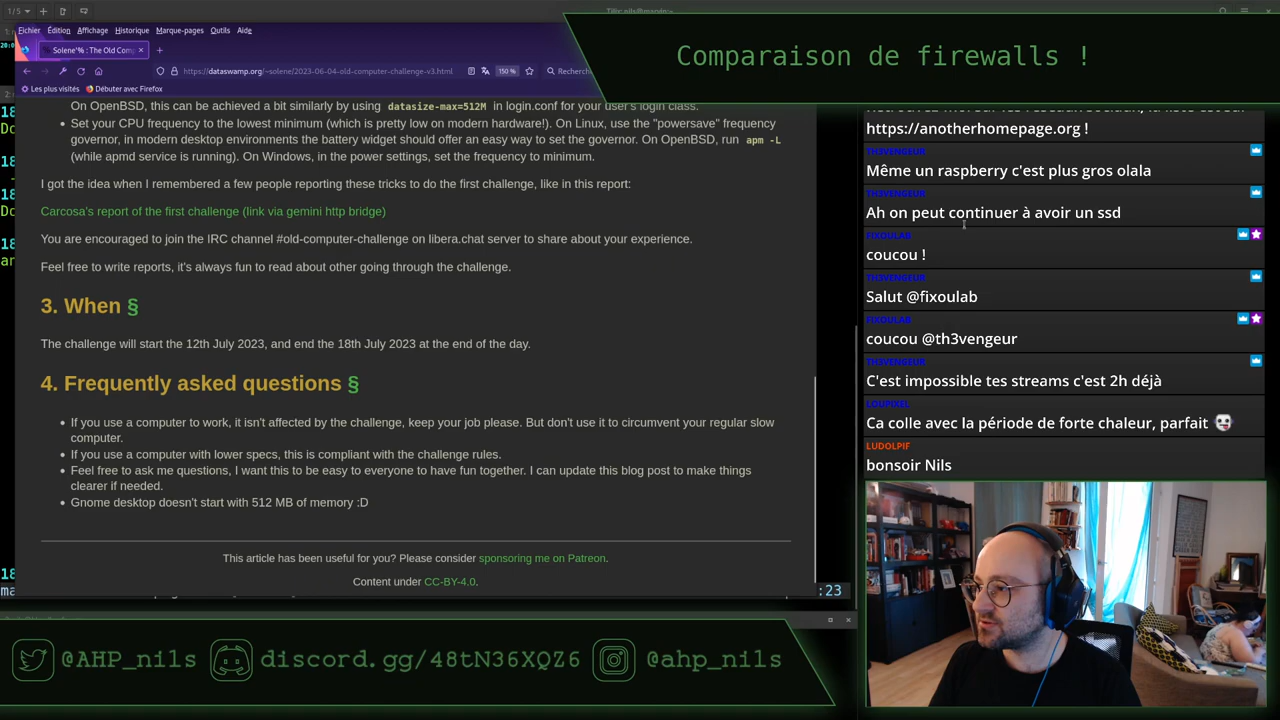 1/5
Tilix: nils@marvin:~
Fichier Édition Affichage Historique Marque-pages Outils Aide
Solene'% : The Old Com
https://dataswamp.org/~solene/2023-06-04-old-computer-challenge-v3.html
150 %
Recherch
Les plus visités
Débuter avec Firefox
On OpenBSD, this can be achieved a bit similarly by using datasize-max=512M in login.conf for your user's login class.
Set your CPU frequency to the lowest minimum (which is pretty low on modern hardware!). On Linux, use the "powersave" frequency
governor, in modern desktop environments the battery widget should offer an easy way to set the governor. On OpenBSD, run apm -L
(while apmd service is running). On Windows, in the power settings, set the frequency to minimum.
I got the idea when I remembered a few people reporting these tricks to do the first challenge, like in this report:
Carcosa's report of the first challenge (link via gemini http bridge)
You are encouraged to join the IRC channel #old-computer-challenge on libera.chat server to share about your experience.
Feel free to write reports, it's always fun to read about other going through the challenge.
3. When §
The challenge will start the 12th July 2023, and end the 18th July 2023 at the end of the day.
4. Frequently asked questions §
If you use a computer to work, it isn't affected by the challenge, keep your job please. But don't use it to circumvent your regular slow
computer.
If you use a computer with lower specs, this is compliant with the challenge rules.
Feel free to ask me questions, I want this to be easy to everyone to have fun together. I can update this blog post to make things
clearer if needed.
Gnome desktop doesn't start with 512 MB of memory :D
This article has been useful for you? Please consider sponsoring me on Patreon.
Content under CC-BY-4.0.
:23
Comparaison de firewalls !
https://anotherhomepage.org !
TH3VENGEUR
Même un raspberry c'est plus gros olala
TH3VENGEUR
Ah on peut continuer à avoir un ssd
FIXOULAB
coucou !
TH3VENGEUR
Salut @fixoulab
FIXOULAB
coucou @th3vengeur
TH3VENGEUR
C'est impossible tes streams c'est 2h déjà
LOUPIXEL
Ca colle avec la période de forte chaleur, parfait
LUDOLPIF
bonsoir Nils
@AHP_nils
discord.gg/48tN36XQZ6
@ahp_nils